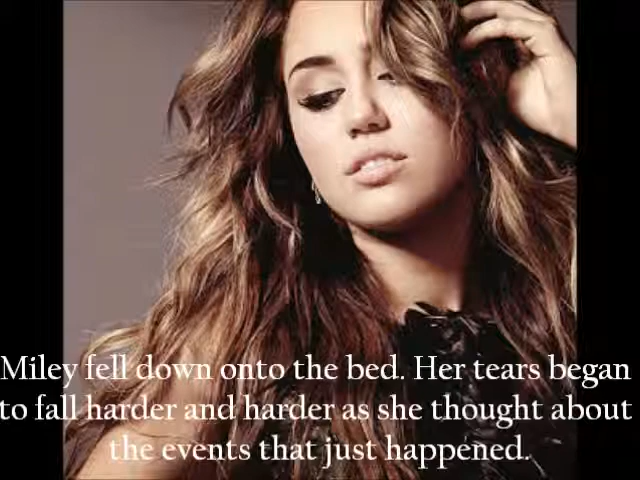 Miley fell down onto the bed. Her tears began
to fall harder and harder as she thought about
the events that just happened.